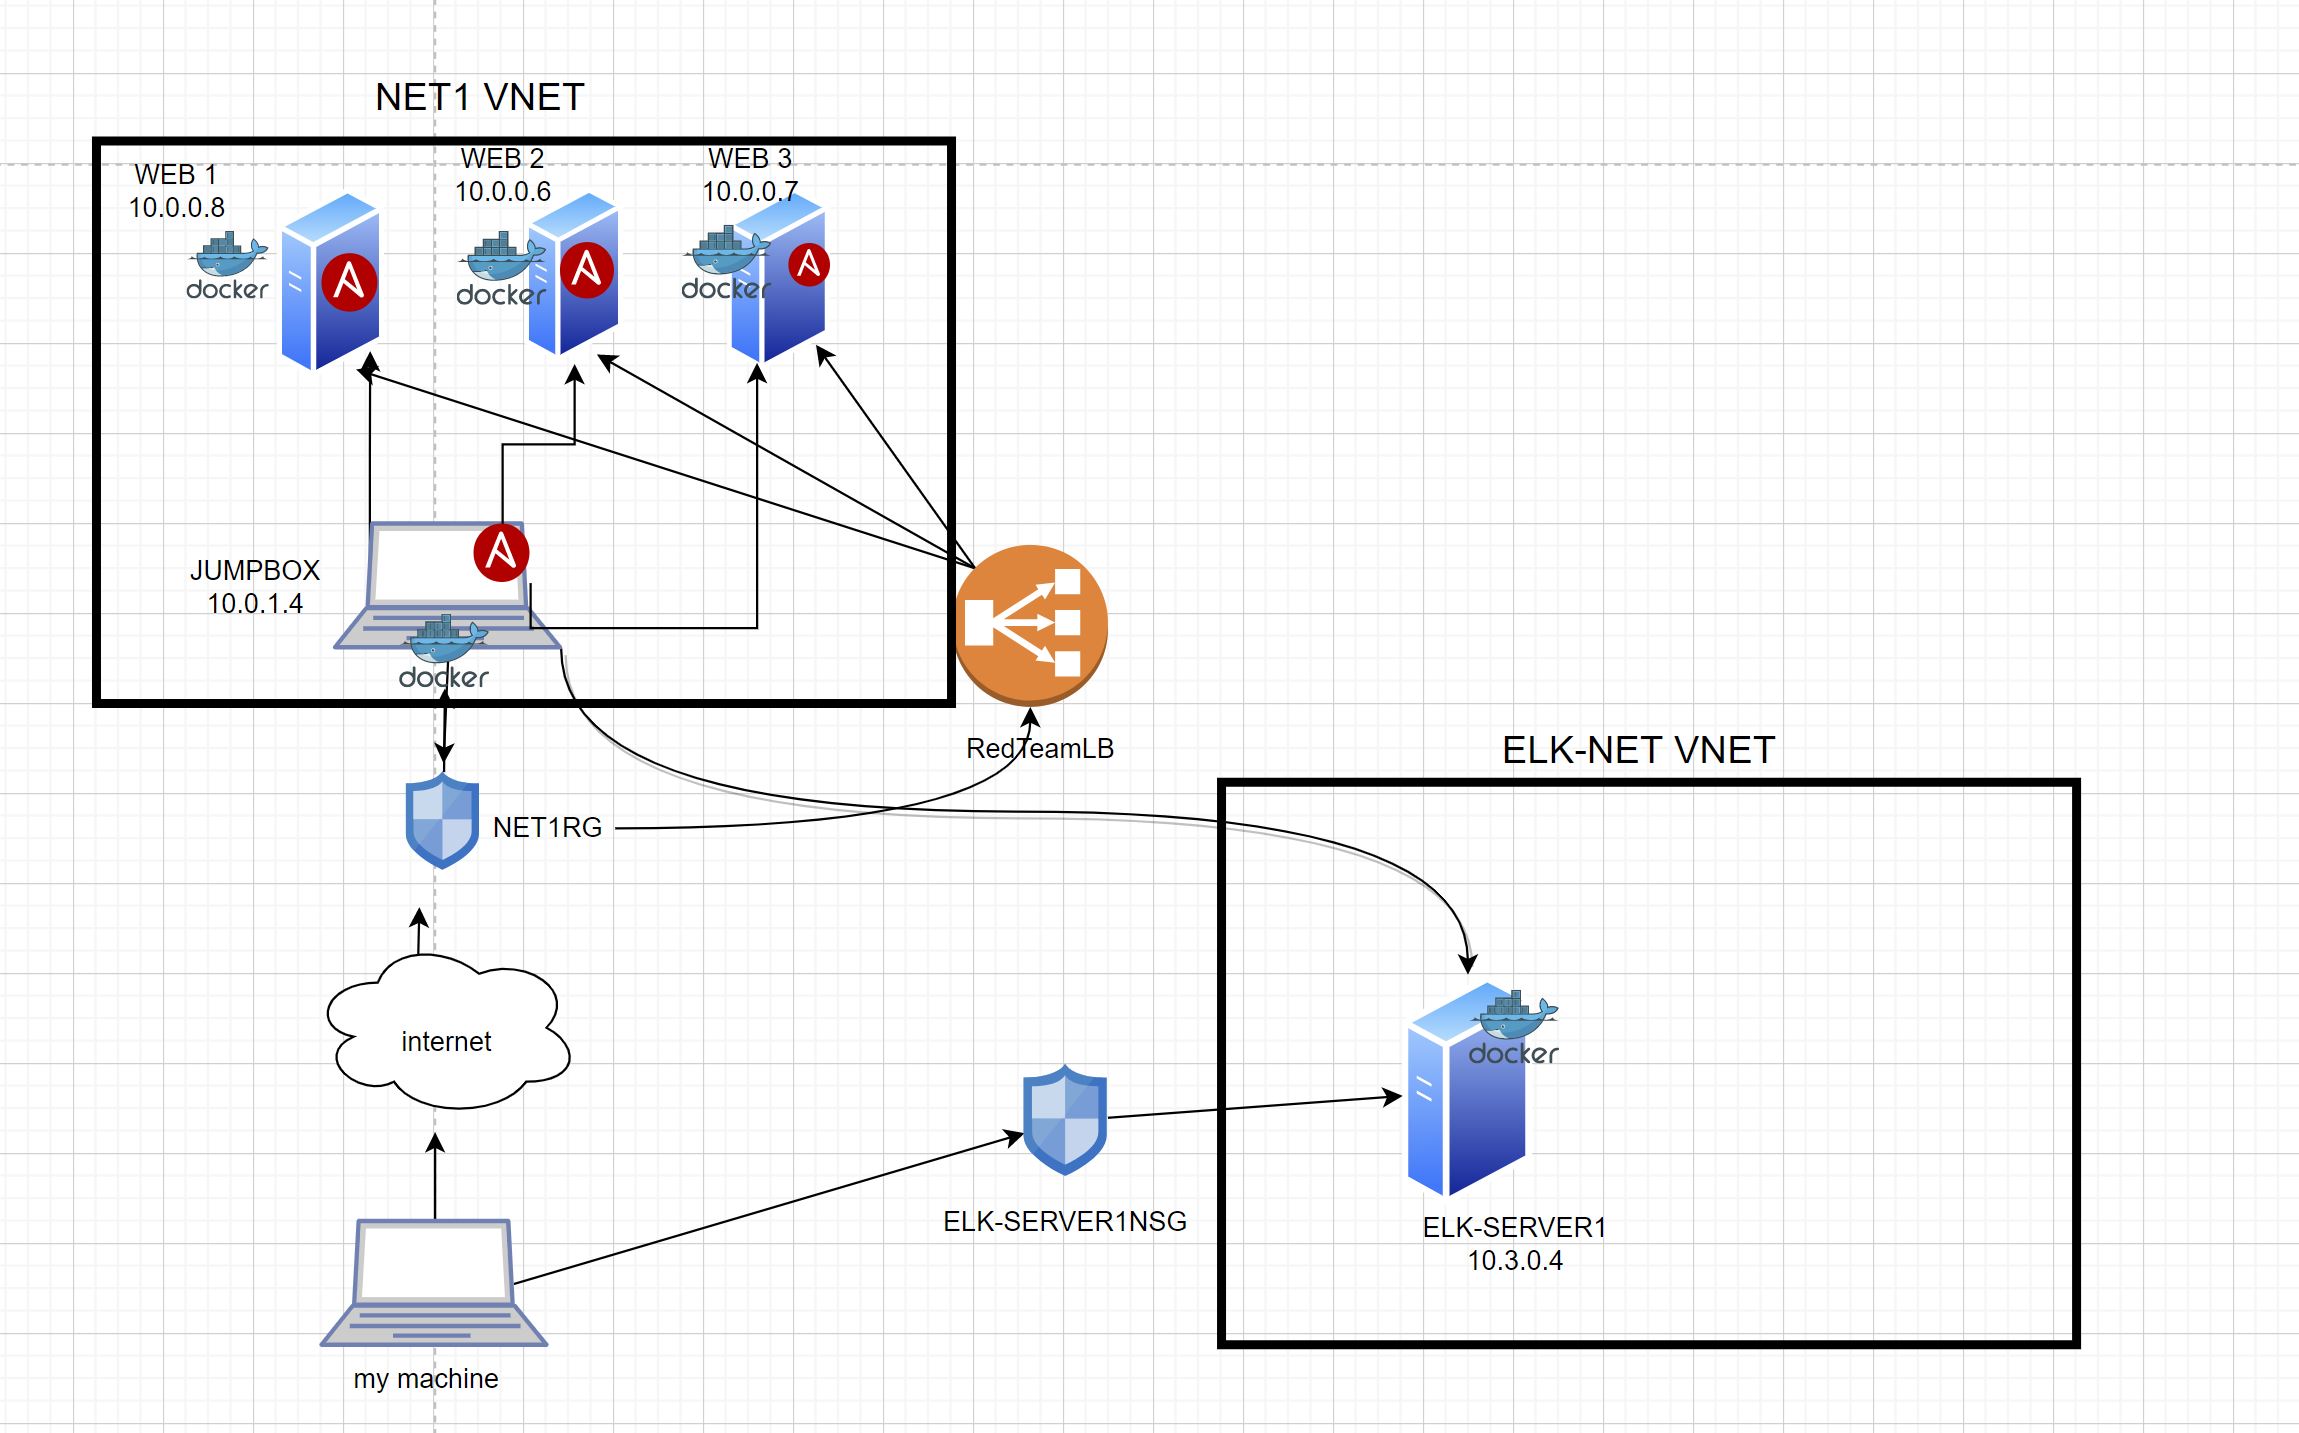 NET1 VNET
WEB 1
10.0.0.8
WEB 2
10.0.0.6
WEB 3
10.0.0.7
docker
docker
docker
JUMPBOX
10.0.1.4
docker
RedTeamLB
NET1RG
ELK-NET VNET
internet
docker
ELK-SERVER1NSG
ELK-SERVER1
10.3.0.4
my machine